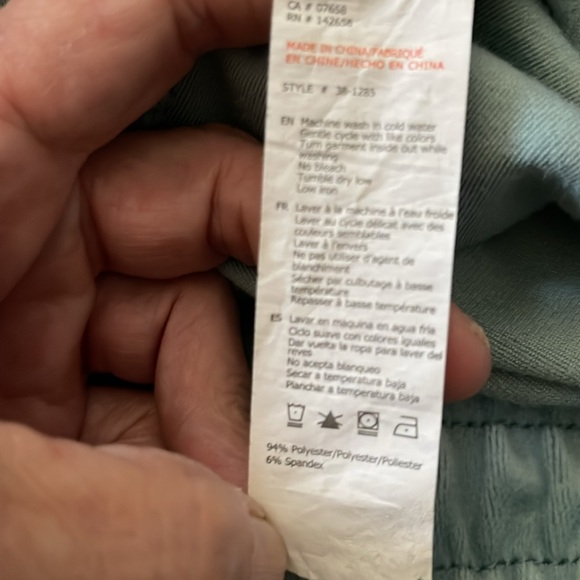 CA # 07658
RN # 142658
MADE IN CHINA/FABRIQUÉ
EN CHINE/HECHO EN CHINA
STYLE # 38-1285
EN Machine wash in cold water
Gentle cycle with like colors
Turn garment inside out while
washing
No bleach
Tumble dry low
Low iron
FR Laver à la machine à l'eau froide
Laver au cycle délicat avec des
couleurs semblables
Laver à l'envers
Ne pas utiliser d'agent de
blanchiment
Sécher par culbutage à basse
température
Repasser à basse température
ES Lavar en maquina en agua fria
Ciclo suave con colores iguales
Dar vuelta la ropa para laver del
reves
No acepta blanqueo
Secar a temperatura baja
Planchar a temperatura baja
94% Polyester/Polyester/Poliester
6% Spandex